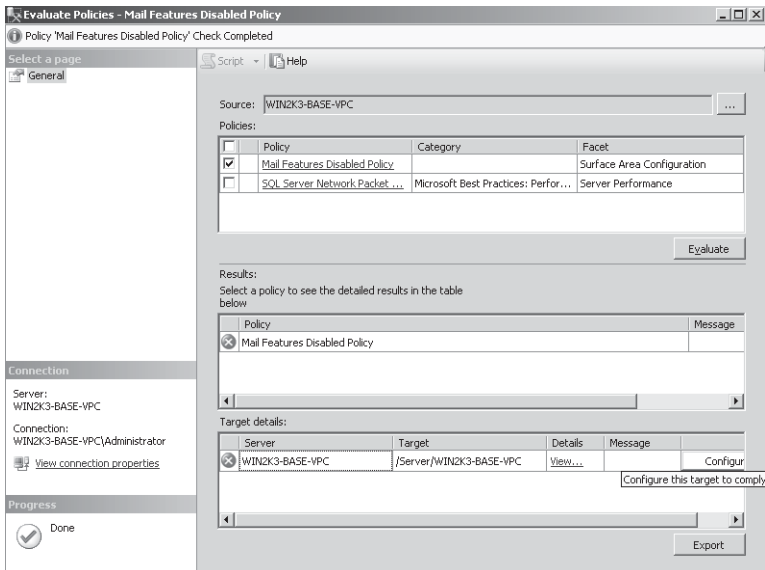 Evaluate Policies - Mail Features Disabled Policy
Policy 'Mail Features Disabled Policy' Check Completed
Select a page
General
Script
Help
Source: WIN2K3-BASE-VPC ...
Policies:
Policy Category Facet
Mail Features Disabled Policy Surface Area Configuration
SQL Server Network Packet ... Microsoft Best Practices: Perfor... Server Performance
Evaluate
Results:
Select a policy to see the detailed results in the table
below
Policy Message
Mail Features Disabled Policy
Connection
Server:
WIN2K3-BASE-VPC
Connection:
WIN2K3-BASE-VPC\Administrator
View connection properties
Target details:
Server Target Details Message
WIN2K3-BASE-VPC /Server/WIN2K3-BASE-VPC View... Configur
Configure this target to comply
Progress
Done
Export